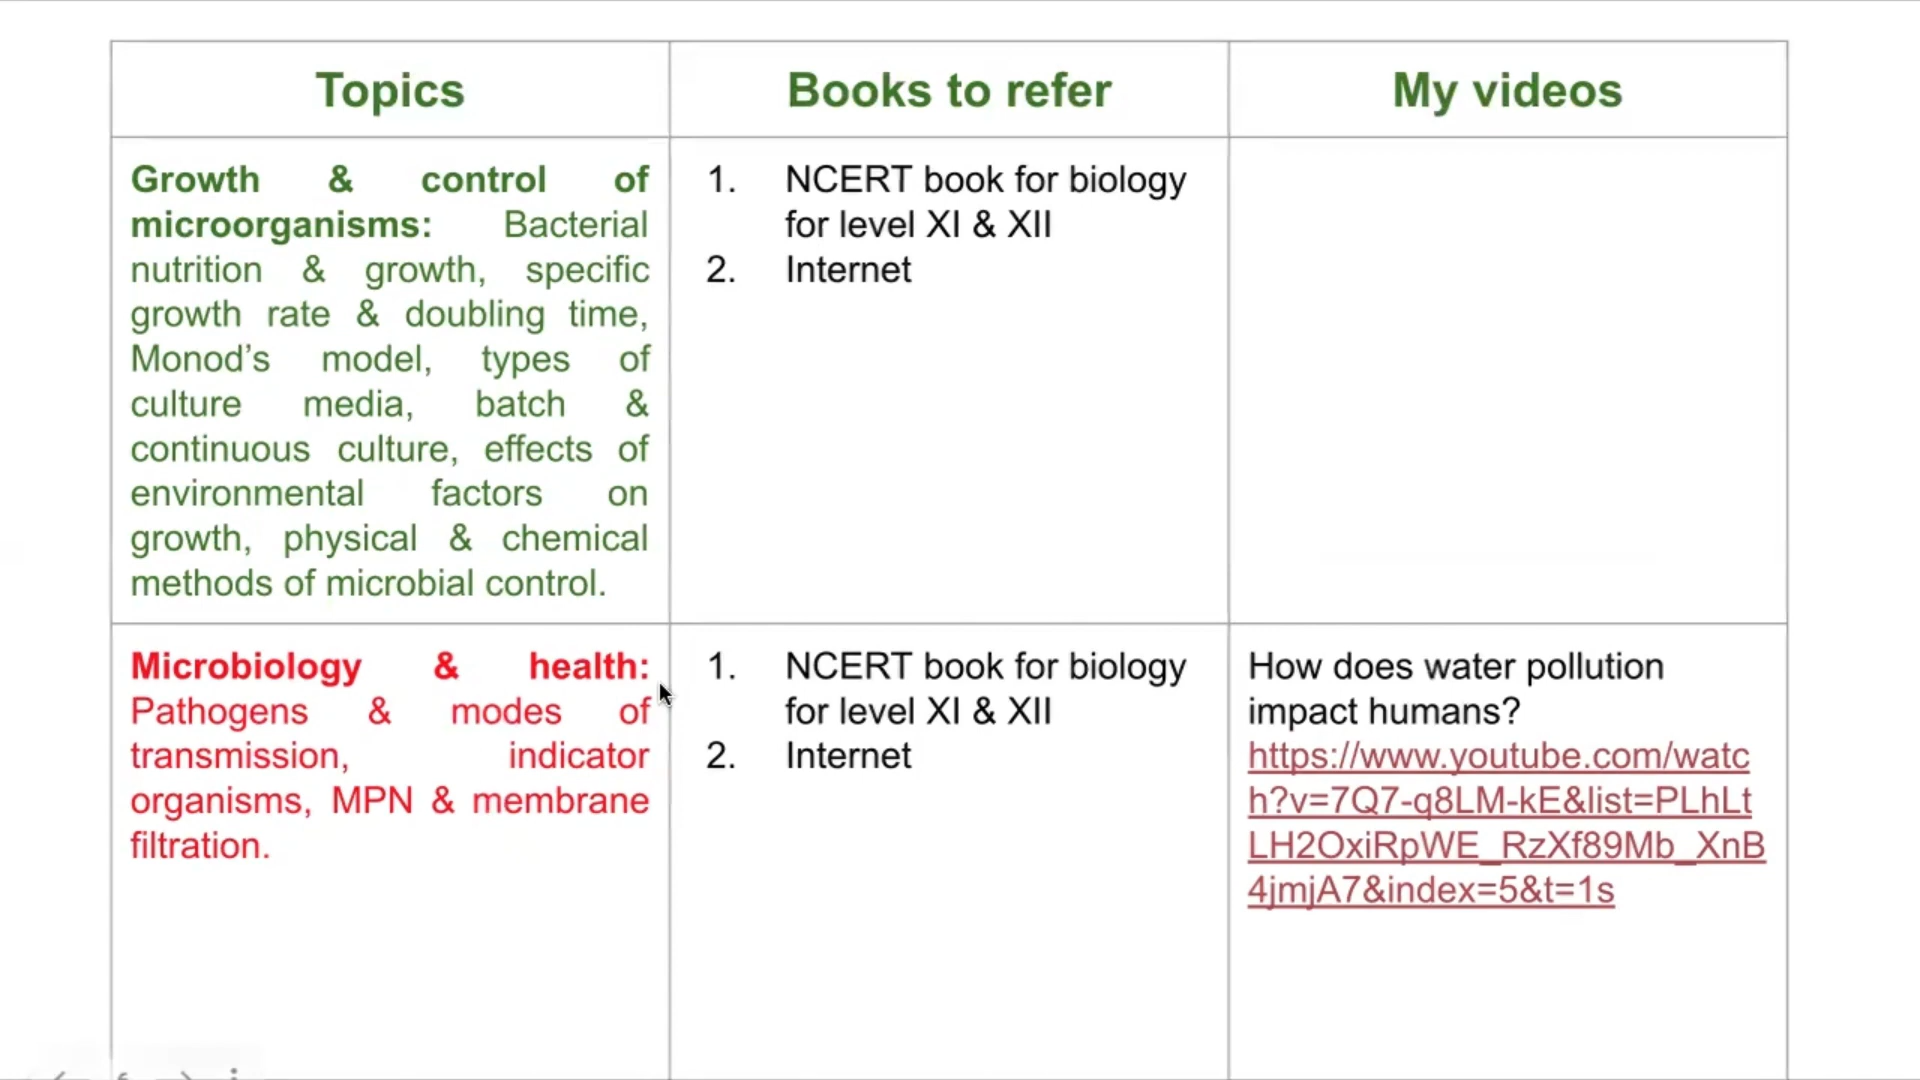 Topics
Books to refer
My videos
Growth & control of
microorganisms: Bacterial
nutrition & growth, specific
growth rate & doubling time,
Monod’s model, types of
culture media, batch &
continuous culture, effects of
environmental factors on
growth, physical & chemical
methods of microbial control.
1. NCERT book for biology
for level XI & XII
2. Internet
Microbiology & health:
Pathogens & modes of
transmission, indicator
organisms, MPN & membrane
filtration.
1. NCERT book for biology
for level XI & XII
2. Internet
How does water pollution
impact humans?
https://www.youtube.com/watc
h?v=7Q7-q8LM-kE&list=PLhLt
LH2OxiRpWE_RzXf89Mb_XnB
4jmjA7&index=5&t=1s